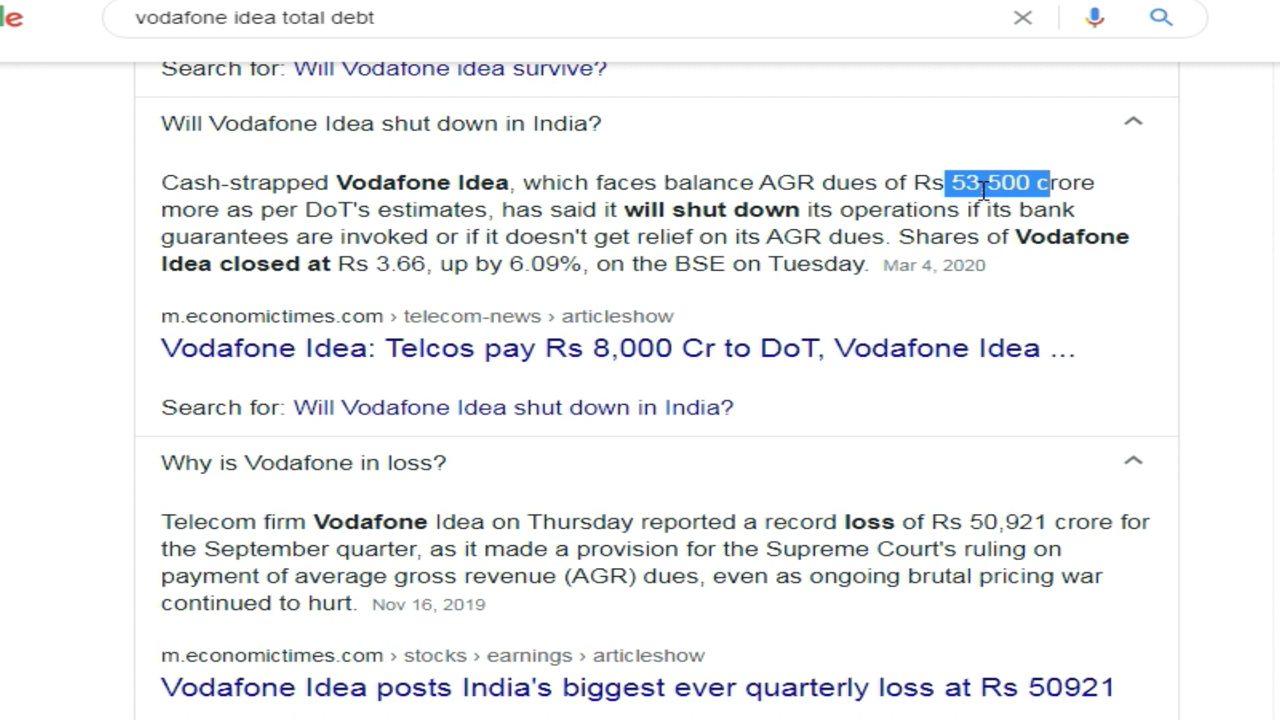 le
vodafone idea total debt
Search for: Will Vodafone idea survive?
Will Vodafone Idea shut down in India?
Cash-strapped Vodafone Idea, which faces balance AGR dues of Rs 53,500 crore
more as per DoT's estimates, has said it will shut down its operations if its bank
guarantees are invoked or if it doesn't get relief on its AGR dues. Shares of Vodafone
Idea closed at Rs 3.66, up by 6.09%, on the BSE on Tuesday. Mar 4, 2020
m.economictimes.com › telecom-news › articleshow
Vodafone Idea: Telcos pay Rs 8,000 Cr to DoT, Vodafone Idea ...
Search for: Will Vodafone Idea shut down in India?
Why is Vodafone in loss?
Telecom firm Vodafone Idea on Thursday reported a record loss of Rs 50,921 crore for
the September quarter, as it made a provision for the Supreme Court's ruling on
payment of average gross revenue (AGR) dues, even as ongoing brutal pricing war
continued to hurt. Nov 16, 2019
m.economictimes.com › stocks › earnings › articleshow
Vodafone Idea posts India's biggest ever quarterly loss at Rs 50921